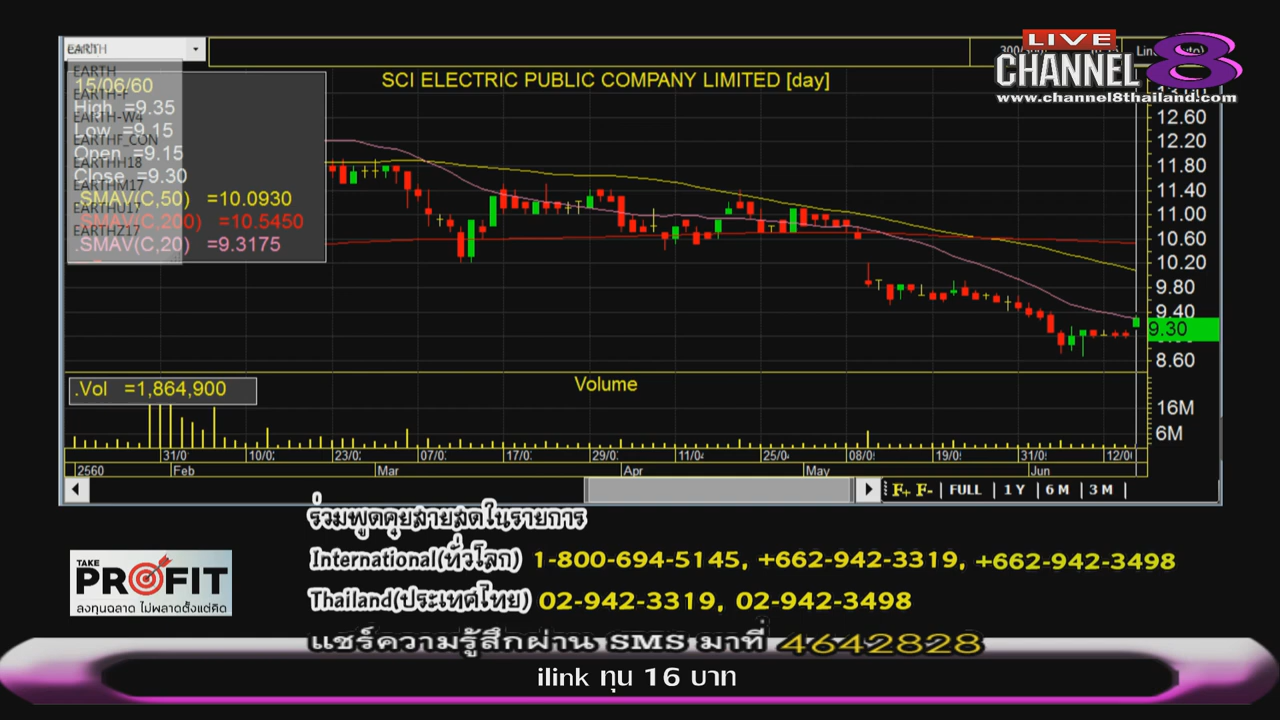 EARTH
EARTH
EARTH-F
EARTH-W4
EARTHF_CON
EARTHH18
EARTHM17
EARTHU17
EARTHZ17
15/06/60
High =9.35
Low =9.15
Open =9.15
Close =9.30
.SMAV(C,50) =10.0930
.SMAV(C,200) =10.5450
.SMAV(C,20) =9.3175
SCI ELECTRIC PUBLIC COMPANY LIMITED [day]
LIVE
CHANNEL 8
www.channel8thailand.com
12.60
12.20
11.80
11.40
11.00
10.60
10.20
9.80
9.40
9.30
8.60
.Vol =1,864,900
Volume
16M
6M
31/0 10/0 23/0 07/0 17/0 29/0 11/0 25/0 08/0 19/0 31/0 12/0
2560 Feb Mar Apr May Jun
F+ F- | FULL | 1 Y | 6 M | 3 M |
ร่วมพูดคุยสายสดในรายการ
International(ทั่วโลก) 1-800-694-5145, +662-942-3319, +662-942-3498
Thailand(ประเทศไทย) 02-942-3319, 02-942-3498
TAKE
PROFIT
ลงทุนฉลาด ไม่พลาดตั้งแต่คิด
แชร์ความรู้สึกผ่าน SMS มาที่ 4642828
ilink ทุน 16 บาท